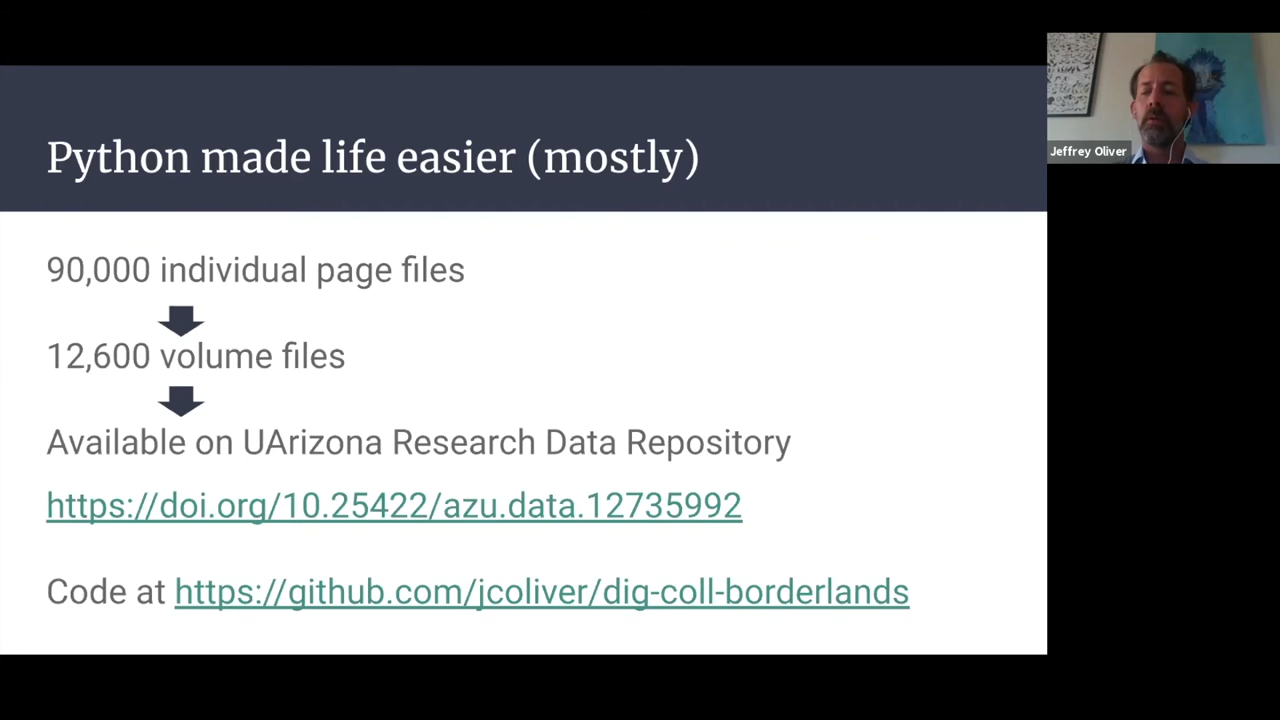 Python made life easier (mostly)
90,000 individual page files
12,600 volume files
Available on UArizona Research Data Repository
https://doi.org/10.25422/azu.data.12735992
Code at https://github.com/jcoliver/dig-coll-borderlands
Jeffrey Oliver